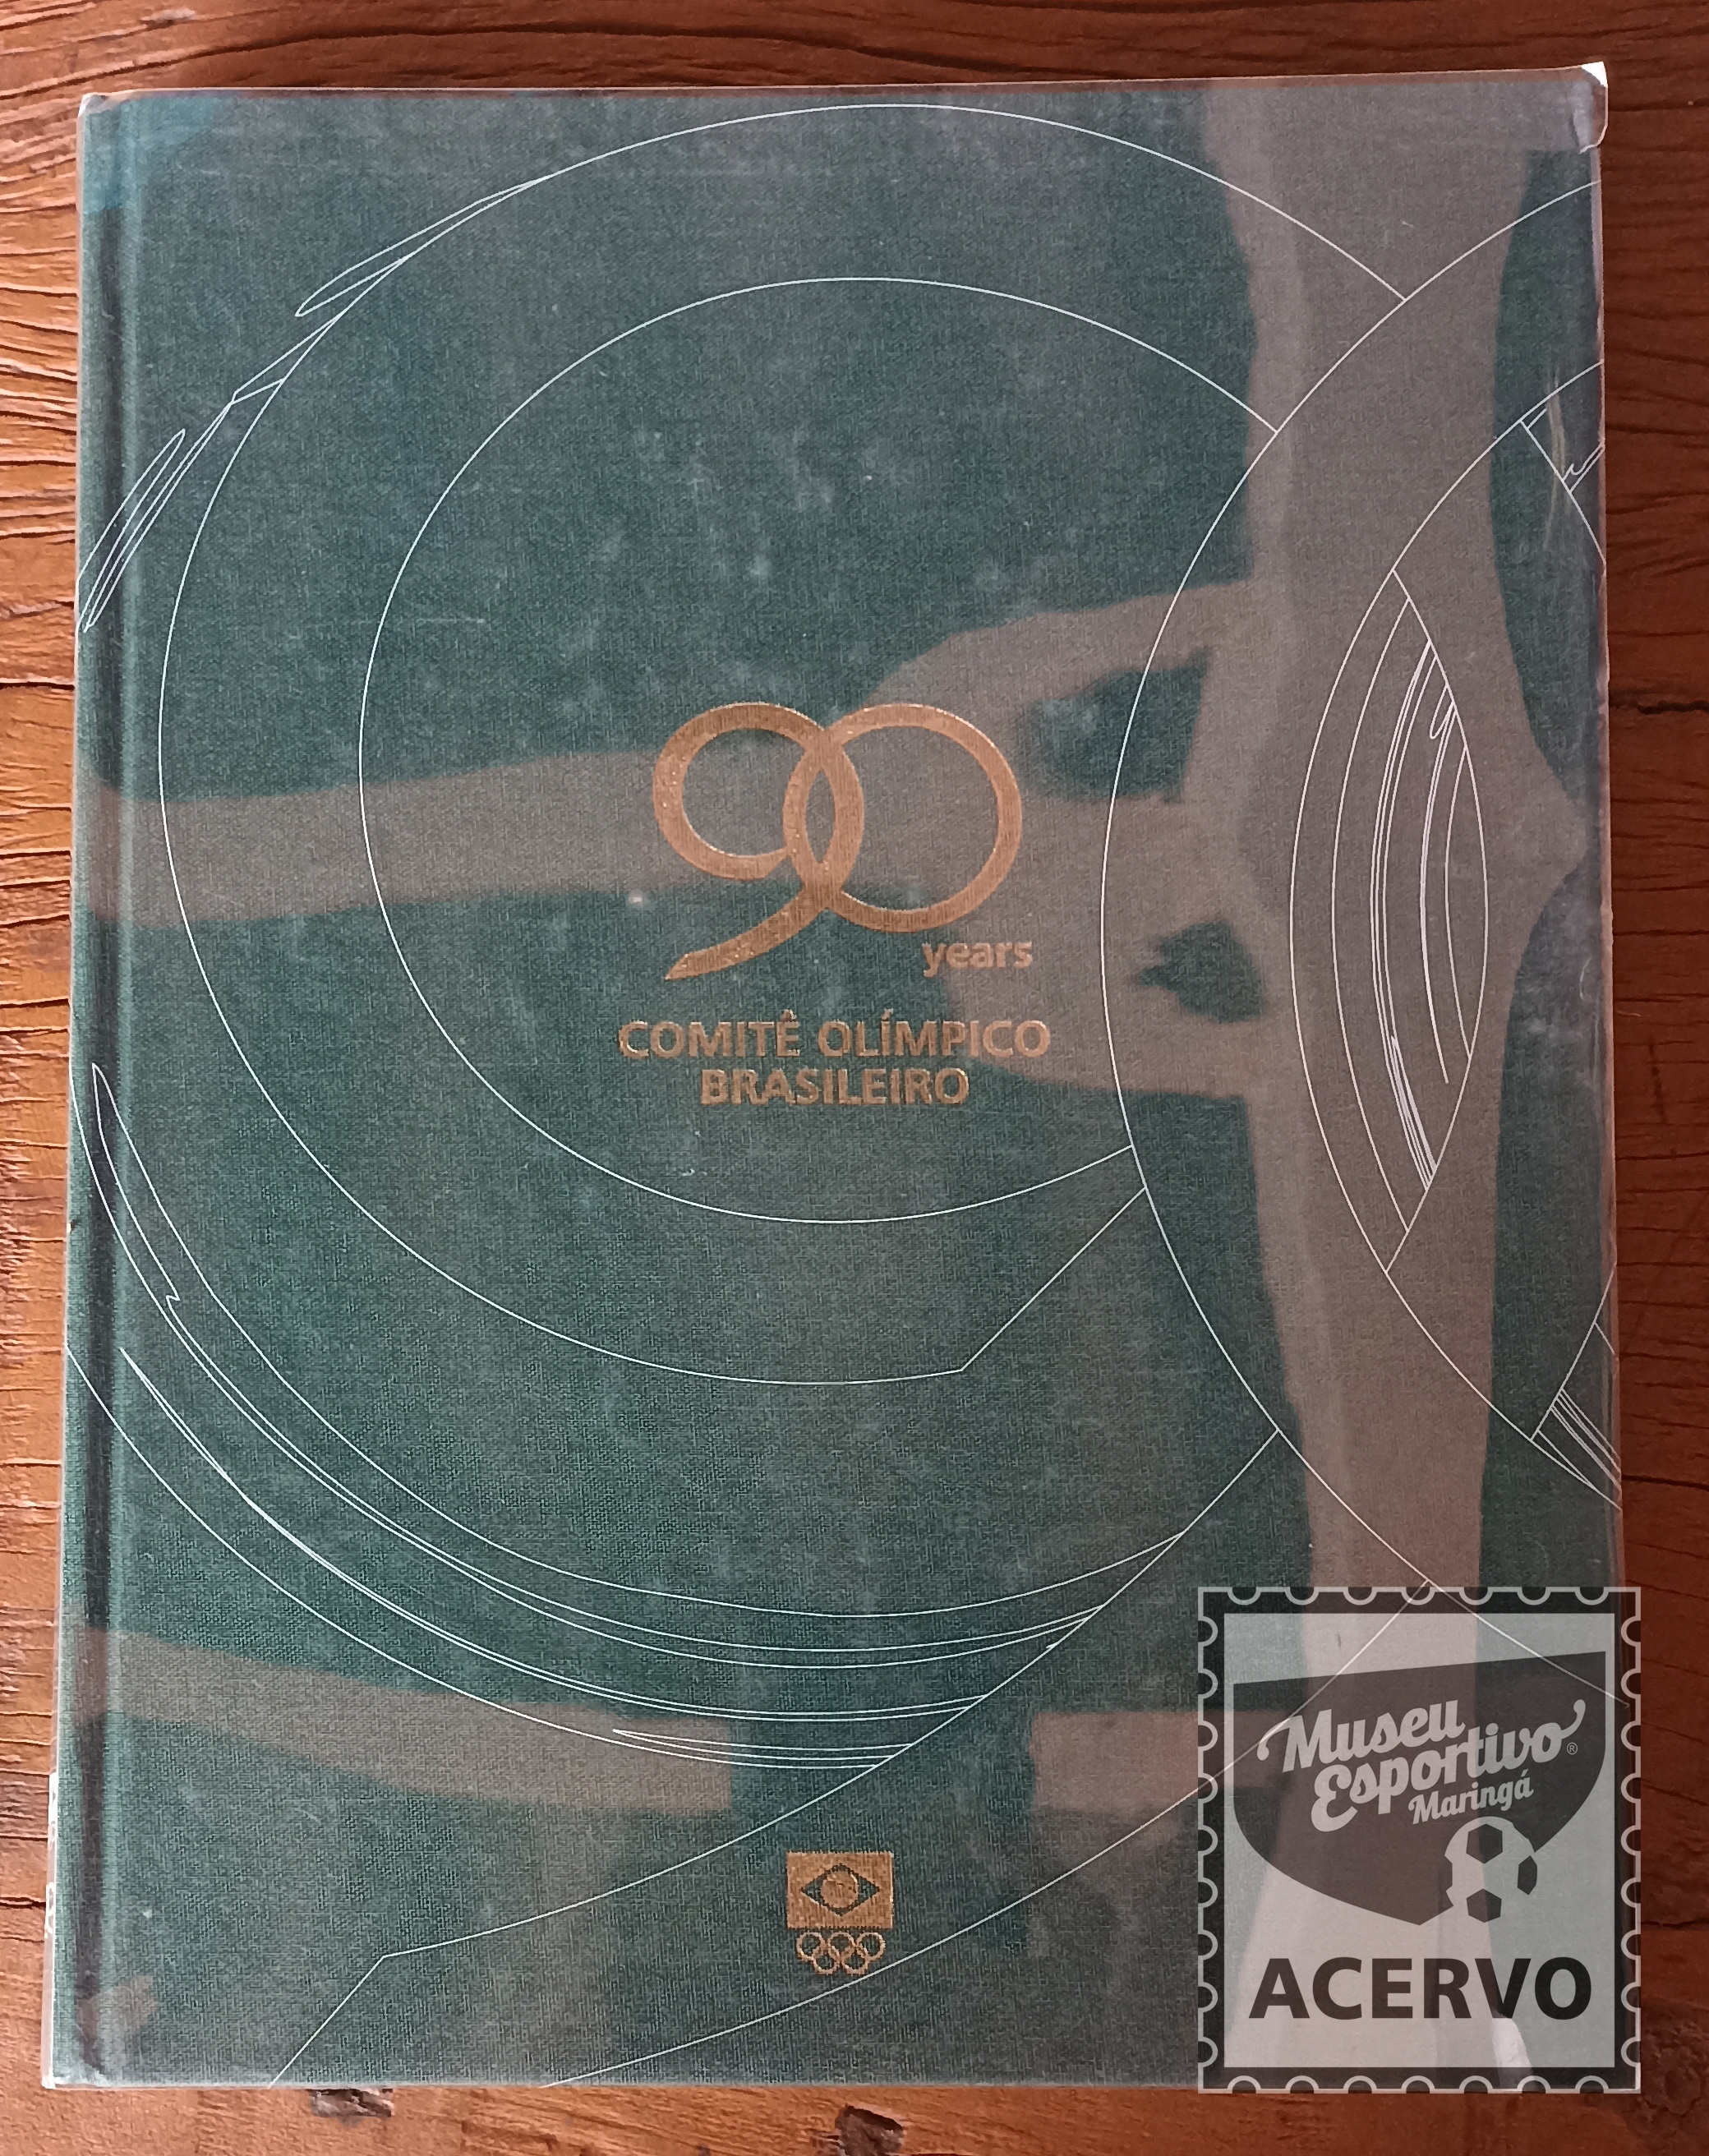 90
years
COMITÊ OLÍMPICO
BRASILEIRO
Museu
Esportivo®
Maringá
ACERVO